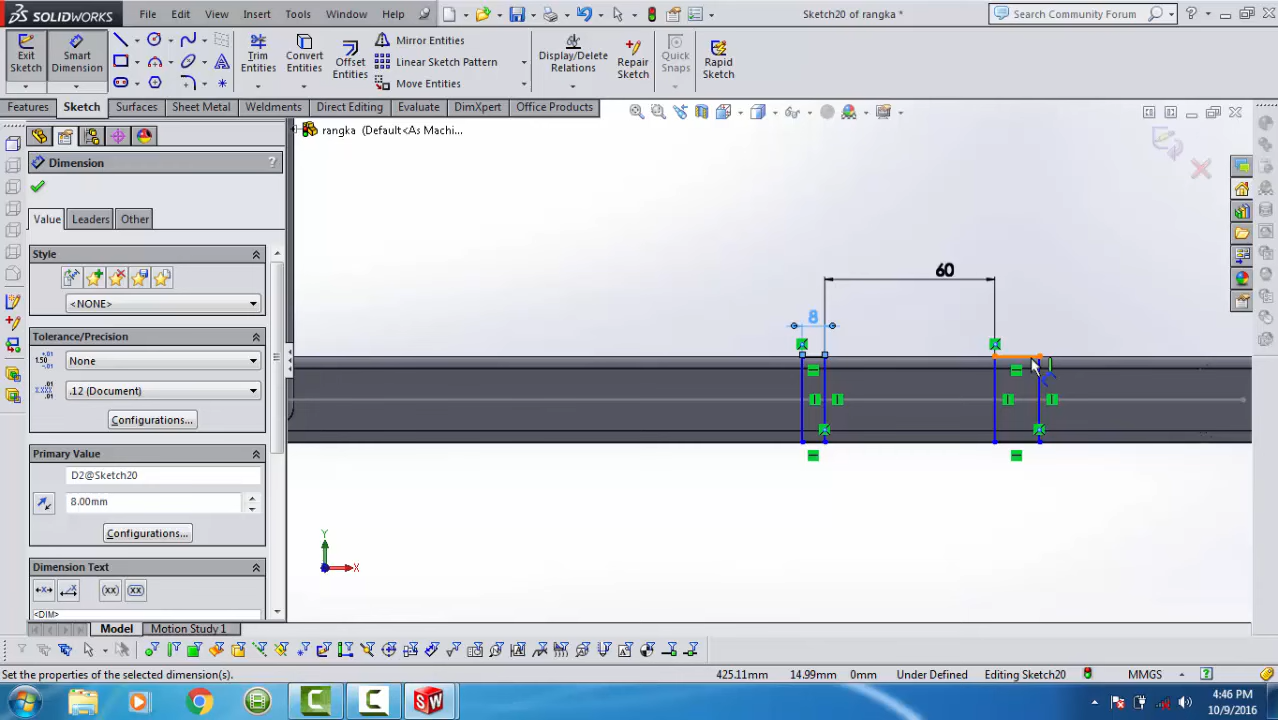 SOLIDWORKS File Edit View Insert Tools Window Help Sketch20 of rangka * Search Community Forum
Exit Sketch Smart Dimension Trim Entities Convert Entities Offset Entities Mirror Entities Linear Sketch Pattern Move Entities Display/Delete Relations Repair Sketch Quick Snaps Rapid Sketch
Features Sketch Surfaces Sheet Metal Weldments Direct Editing Evaluate DimXpert Office Products
rangka (Default<As Machi...
Dimension ?
Value Leaders Other
Style
<NONE>
Tolerance/Precision
None
.12 (Document)
Configurations...
Primary Value
D2@Sketch20
8.00mm
Configurations...
Dimension Text
(xx) (xx)
<DIM>
60
8
Y
X
Model Motion Study 1
Set the properties of the selected dimension(s). 425.11mm 14.99mm 0mm Under Defined Editing Sketch20 MMGS
4:46 PM
10/9/2016